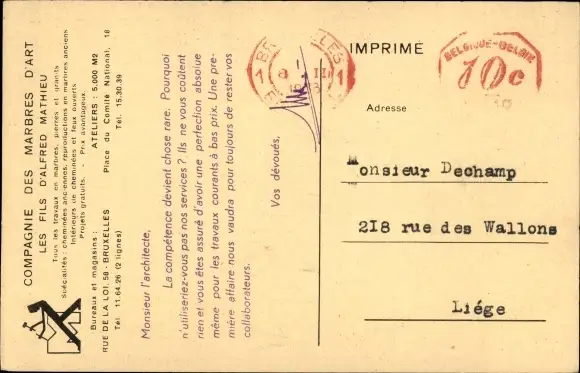 COMPAGNIE DES MARBRES D'ART
LES FILS D'ALFRED MATHIEU
Tous les travaux en marbres, pierres et granits
Spécialités: cheminées anciennes, reproductions en marbres anciens
Intérieurs de cheminées et feux ouverts
Projets gratuits. - Prix avantageux.
Bureaux et magasins :
RUE DE LA LOI, 58 - BRUXELLES
Tél. 11.64.26 (2 lignes)
ATELIERS : 5.000 M2
Place du Comité National, 18
Tél. 15.30.39
Monsieur l'architecte,
La compétence devient chose rare. Pourquoi
n'utiliseriez-vous pas nos services ?. Ils ne vous coûtent
rien et vous êtes assuré d'avoir une perfection absolue
même pour les travaux courants à bas prix. Une pre-
mière affaire nous vaudra pour toujours de rester vos
collaborateurs.
Vos dévoués,
IMPRIMÉ
BELGIQUE-BELGIE
10c
Adresse
Monsieur Dechamp
218 rue des Wallons
Liége